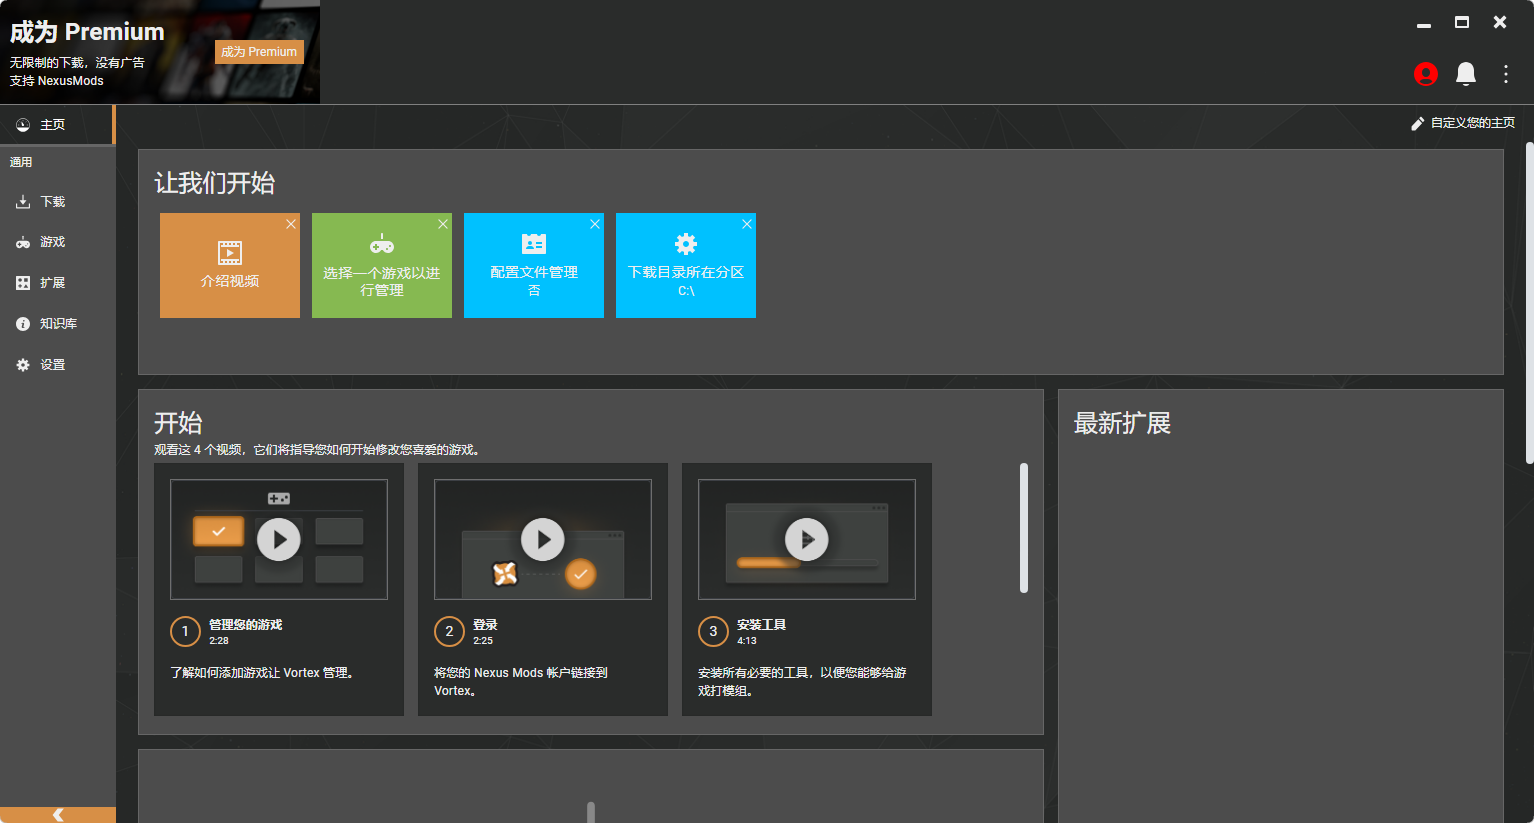 成为 Premium
无限制的下载，没有广告
支持 NexusMods
成为 Premium
主页
自定义您的主页
通用
下载
游戏
扩展
知识库
设置
让我们开始
介绍视频
选择一个游戏以进
行管理
配置文件管理
否
下载目录所在分区
C:\
开始
观看这 4 个视频，它们将指导您如何开始修改您喜爱的游戏。
1
管理您的游戏
2:28
了解如何添加游戏让 Vortex 管理。
2
登录
2:25
将您的 Nexus Mods 帐户链接到
Vortex。
3
安装工具
4:13
安装所有必要的工具，以便您能够给游
戏打模组。
最新扩展